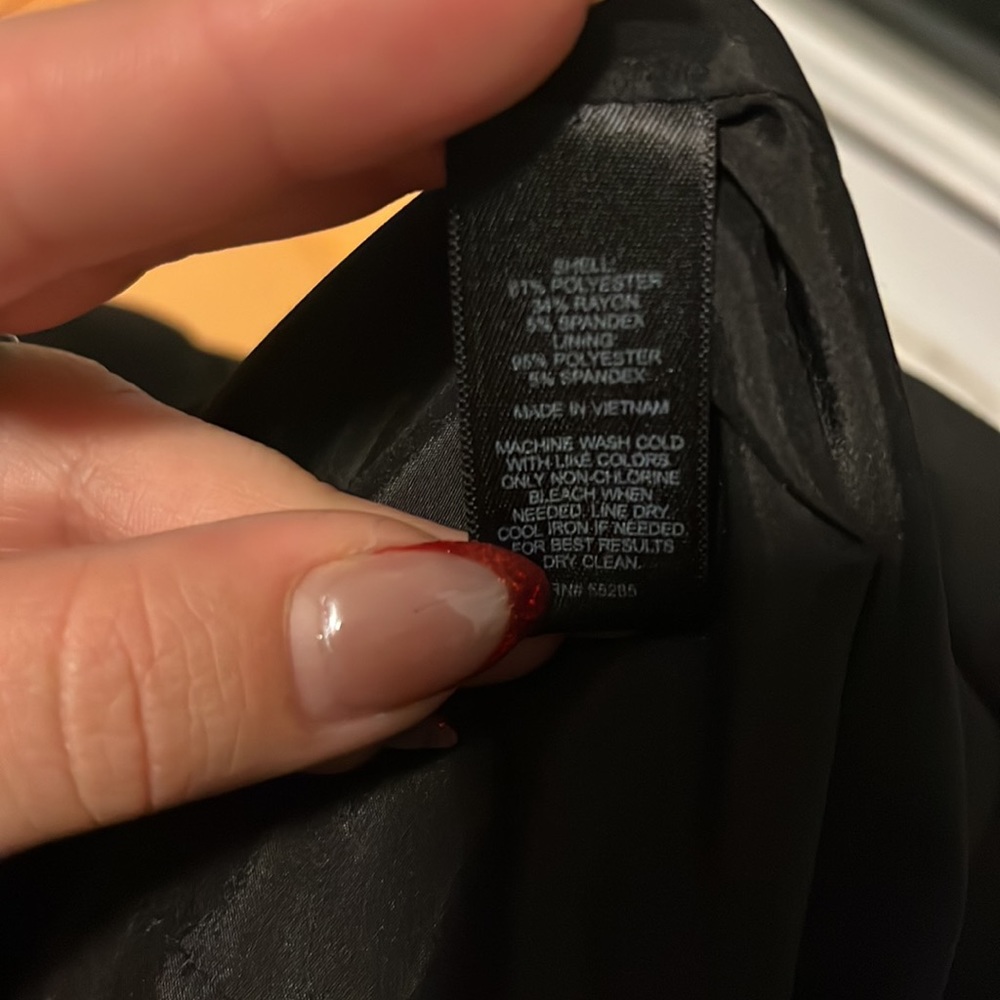 SHELL:
61% POLYESTER
34% RAYON
5% SPANDEX
LINING:
95% POLYESTER
5% SPANDEX
MADE IN VIETNAM
MACHINE WASH COLD
WITH LIKE COLORS.
ONLY NON-CHLORINE
BLEACH WHEN
NEEDED. LINE DRY.
COOL IRON IF NEEDED.
FOR BEST RESULTS
DRY CLEAN.
RN# 55285